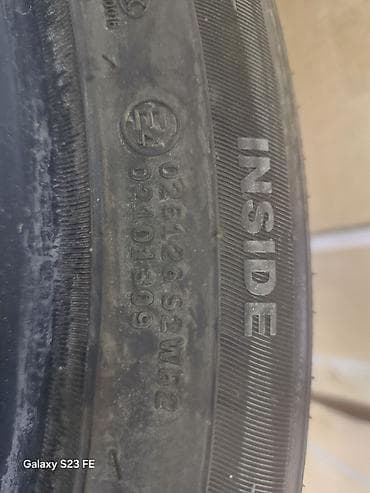 E4
026126 S2WR2
02101309
INSIDE
Galaxy S23 FE